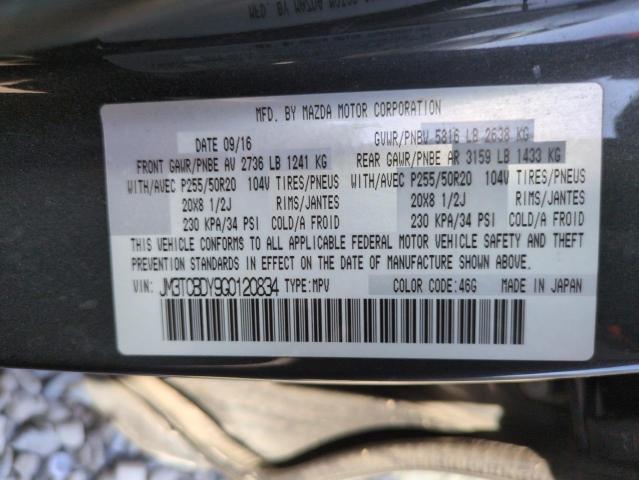 MFD. BY MAZDA MOTOR CORPORATION
DATE 09/16 GVWR/PNBV 5816 LB 2638 KG
FRONT GAWR/PNBE AV 2736 LB 1241 KG REAR GAWR/PNBE AR 3159 LB 1433 KG
WITH/AVEC P255/50R20 104V TIRES/PNEUS WITH/AVEC P255/50R20 104V TIRES/PNEUS
20X8 1/2J RIMS/JANTES 20X8 1/2J RIMS/JANTES
230 KPA/34 PSI COLD/A FROID 230 KPA/34 PSI COLD/A FROID
THIS VEHICLE CONFORMS TO ALL APPLICABLE FEDERAL MOTOR VEHICLE SAFETY AND THEFT
PREVENTION STANDARDS IN EFFECT ON THE DATE OF MANUFACTURE SHOWN ABOVE.
VIN: JM3TCBDY9G0120834 TYPE:MPV COLOR CODE:46G MADE IN JAPAN